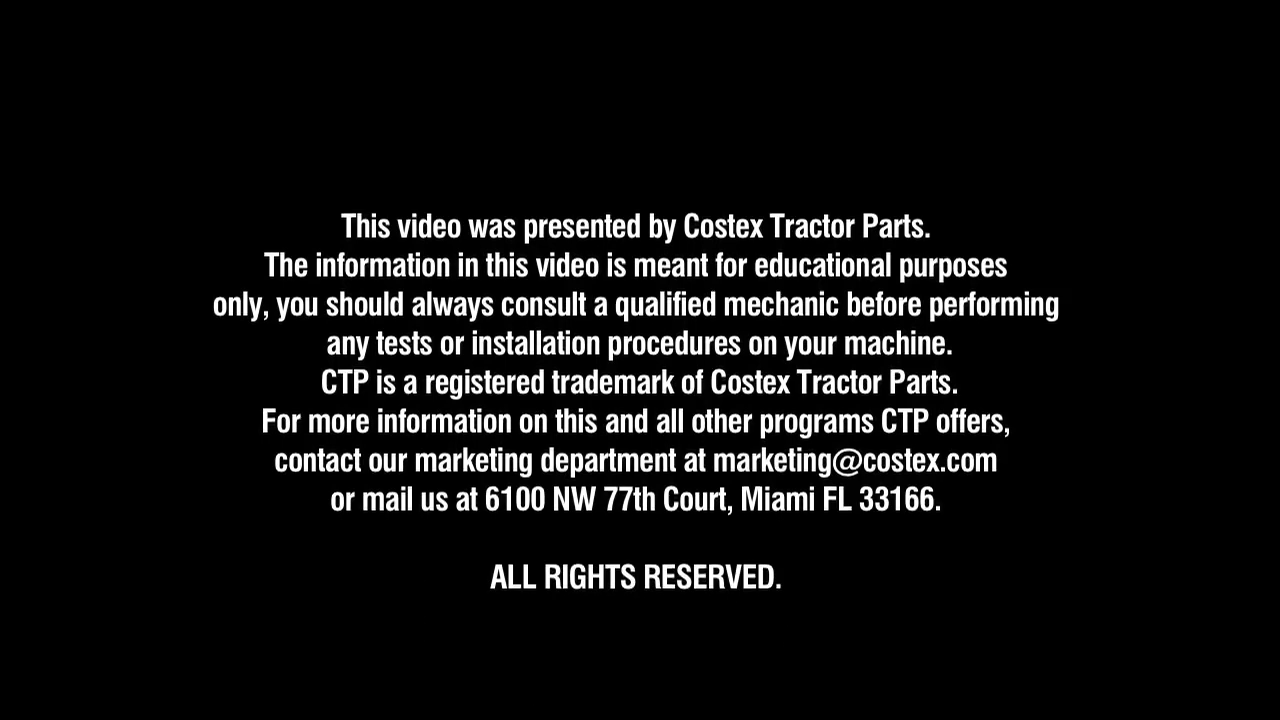 This video was presented by Costex Tractor Parts.
The information in this video is meant for educational purposes
only, you should always consult a qualified mechanic before performing
any tests or installation procedures on your machine.
CTP is a registered trademark of Costex Tractor Parts.
For more information on this and all other programs CTP offers,
contact our marketing department at marketing@costex.com
or mail us at 6100 NW 77th Court, Miami FL 33166.
ALL RIGHTS RESERVED.